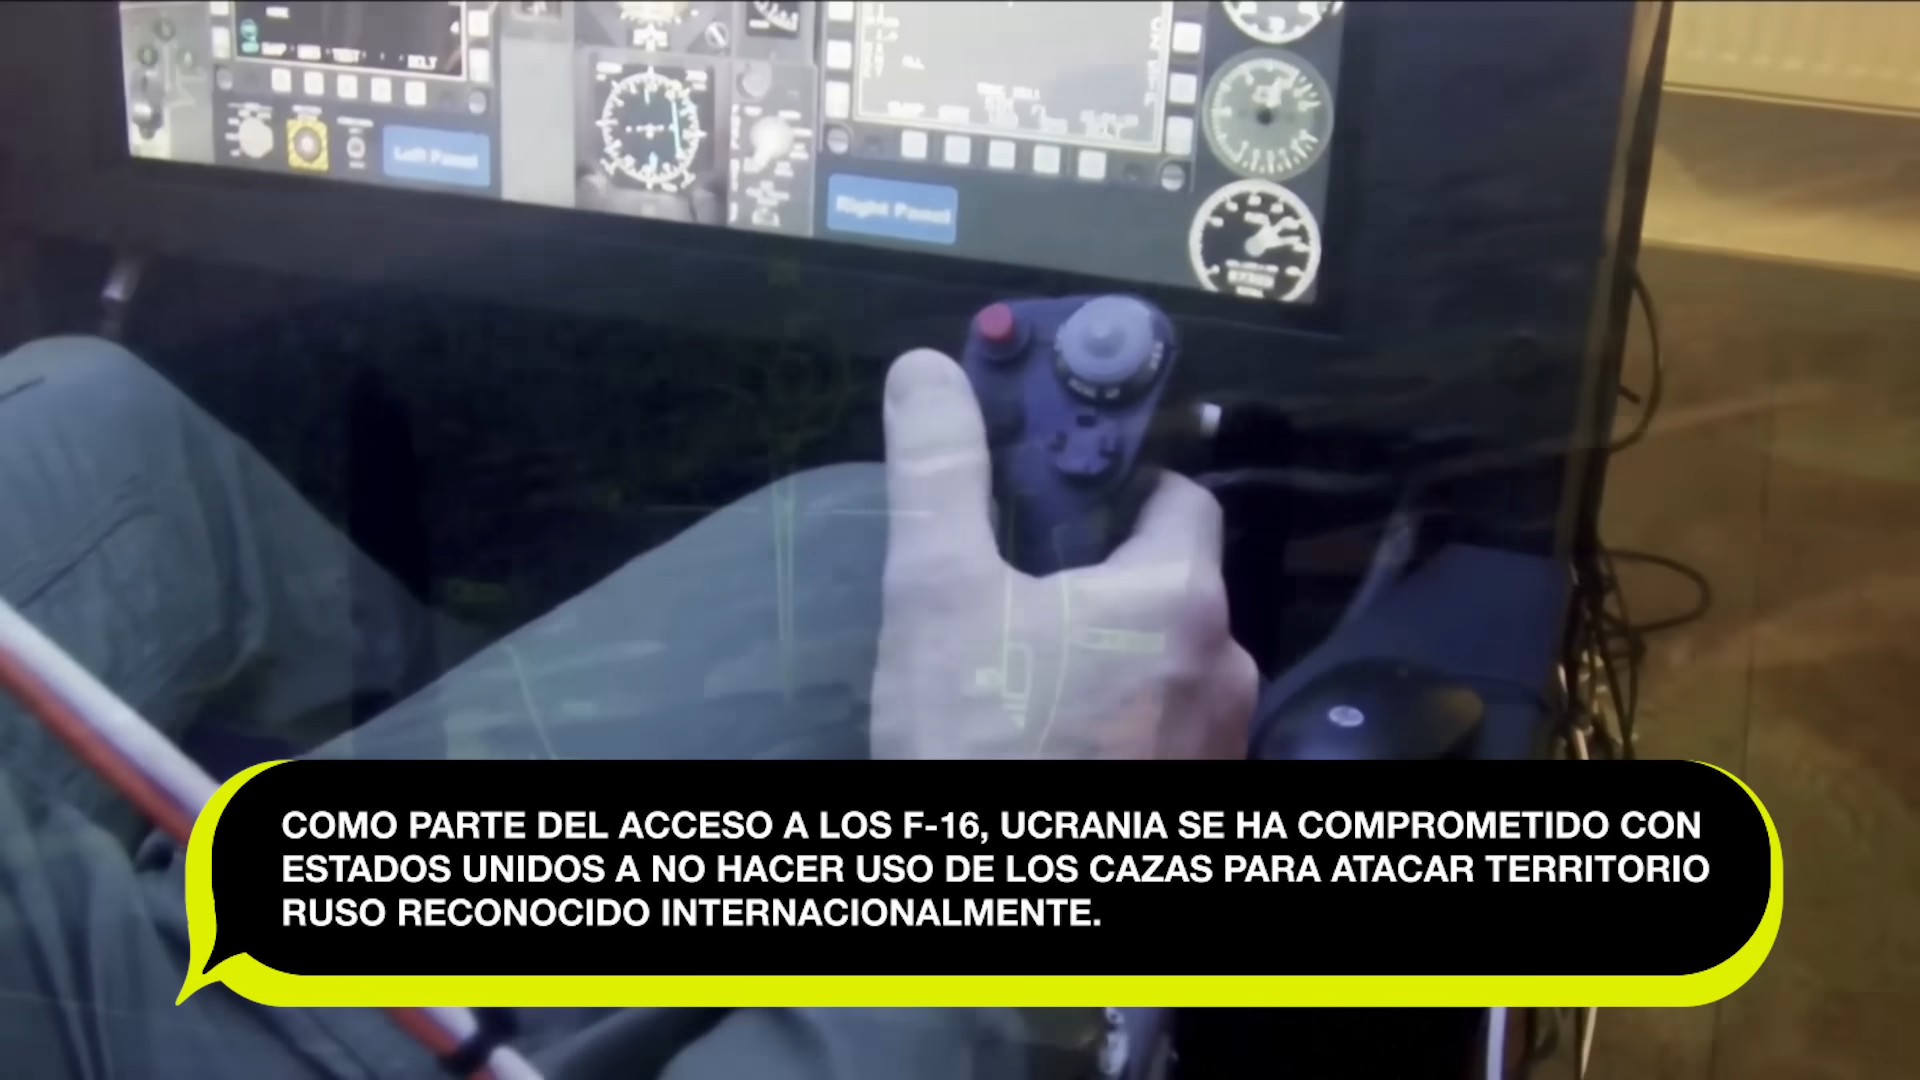 Left Panel
Right Panel
COMO PARTE DEL ACCESO A LOS F-16, UCRANIA SE HA COMPROMETIDO CON
ESTADOS UNIDOS A NO HACER USO DE LOS CAZAS PARA ATACAR TERRITORIO
RUSO RECONOCIDO INTERNACIONALMENTE.